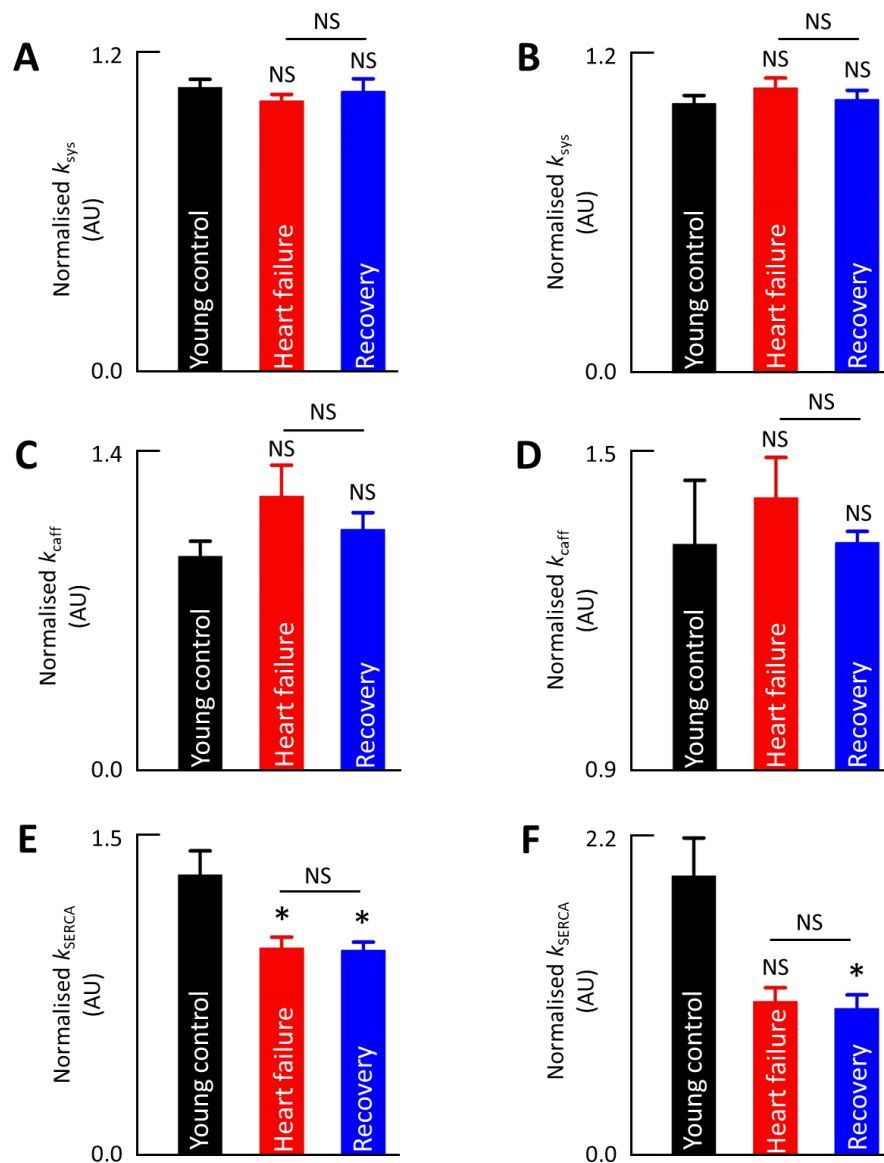 A
NS
1.2
NS
NS
Normalised ksys
(AU)
Young control
Heart failure
Recovery
0.0
B
NS
1.2
NS
NS
Normalised ksys
(AU)
Young control
Heart failure
Recovery
0.0
C
NS
1.4
NS
NS
Normalised kcaff
(AU)
Young control
Heart failure
Recovery
0.0
D
NS
1.5
NS
NS
Normalised kcaff
(AU)
Young control
Heart failure
Recovery
0.9
E
1.5
NS
*
*
Normalised kSERCA
(AU)
Young control
Heart failure
Recovery
0.0
F
2.2
NS
NS
*
Normalised kSERCA
(AU)
Young control
Heart failure
Recovery
0.0